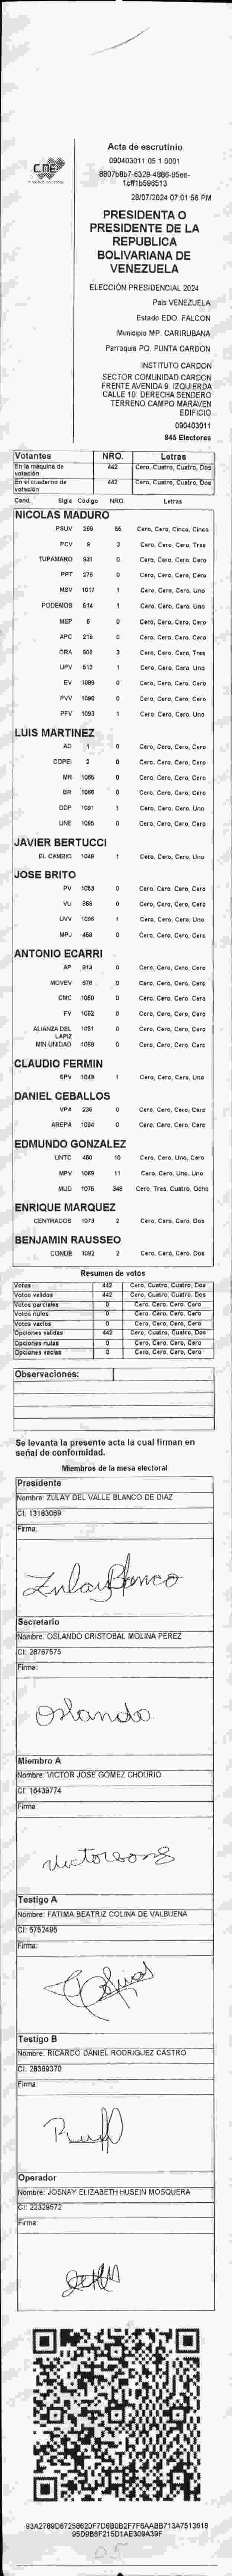 CNE
Acta de escrutinio
090403011.05.1.0001
28/07/2024 07:01:56 PM
PRESIDENTA O
PRESIDENTE DE LA
REPUBLICA
BOLIVARIANA DE
VENEZUELA
ELECCIÓN PRESIDENCIAL 2024
País VENEZUELA
Estado EDO. FALCON
Municipio MP. CARIRUBANA
Parroquia PQ. PUNTA CARDON
INSTITUTO CARDON
SECTOR COMUNIDAD CARDON
FRENTE AVENIDA 9 IZQUIERDA
CALLE 10 DERECHA SENDERO
TERRENO CAMPO MARAVEN
EDIFICIO
090403011
845 Electores
Votantes NRO. Letras
En la máquina de votación 442 Cero, Cuatro, Cuatro, Dos
En el cuaderno de votación 442 Cero, Cuatro, Cuatro, Dos
Cand. Sigla Código NRO Letras
NICOLAS MADURO
PSUV 269 55 Cero, Cero, Cinco, Cinco
PCV 9 3 Cero, Cero, Cero, Tres
TUPAMARO 931 0 Cero, Cero, Cero, Cero
PPT 276 0 Cero, Cero, Cero, Cero
MSV 1017 1 Cero, Cero, Cero, Uno
PODEMOS 514 1 Cero, Cero, Cero, Uno
MEP 6 0 Cero, Cero, Cero, Cero
APC 219 0 Cero, Cero, Cero, Cero
ORA 906 3 Cero, Cero, Cero, Tres
UPV 613 1 Cero, Cero, Cero, Uno
EV 1089 0 Cero, Cero, Cero, Cero
PVV 1090 0 Cero, Cero, Cero, Cero
PFV 1093 1 Cero, Cero, Cero, Uno
LUIS MARTINEZ
AD 1 0 Cero, Cero, Cero, Cero
COPEI 2 0 Cero, Cero, Cero, Cero
MR 1065 0 Cero, Cero, Cero, Cero
BR 1066 0 Cero, Cero, Cero, Cero
DDP 1091 1 Cero, Cero, Cero, Uno
UNE 1095 0 Cero, Cero, Cero, Cero
JAVIER BERTUCCI
EL CAMBIO 1048 1 Cero, Cero, Cero, Uno
JOSE BRITO
PV 1053 0 Cero, Cero, Cero, Cero
VU 868 0 Cero, Cero, Cero, Cero
UVV 1096 1 Cero, Cero, Cero, Uno
MPJ 458 0 Cero, Cero, Cero, Cero
ANTONIO ECARRI
AP 914 0 Cero, Cero, Cero, Cero
MOVEV 976 0 Cero, Cero, Cero, Cero
CMC 1050 0 Cero, Cero, Cero, Cero
FV 1052 0 Cero, Cero, Cero, Cero
ALIANZA DEL LAPIZ 1051 0 Cero, Cero, Cero, Cero
MIN UNIDAD 1068 0 Cero, Cero, Cero, Cero
CLAUDIO FERMIN
SPV 1049 1 Cero, Cero, Cero, Uno
DANIEL CEBALLOS
VPA 236 0 Cero, Cero, Cero, Cero
AREPA 1094 0 Cero, Cero, Cero, Cero
EDMUNDO GONZALEZ
UNTC 460 10 Cero, Cero, Uno, Cero
MPV 1069 11 Cero, Cero, Uno, Uno
MUD 1075 348 Cero, Tres, Cuatro, Ocho
ENRIQUE MARQUEZ
CENTRADOS 1073 2 Cero, Cero, Cero, Dos
BENJAMIN RAUSSEO
CONDE 1092 2 Cero, Cero, Cero, Dos
Resumen de votos
Votos 442 Cero, Cuatro, Cuatro, Dos
Votos validos 442 Cero, Cuatro, Cuatro, Dos
Votos parciales 0 Cero, Cero, Cero, Cero
Votos nulos 0 Cero, Cero, Cero, Cero
Votos vacíos 0 Cero, Cero, Cero, Cero
Opciones validas 442 Cero, Cuatro, Cuatro, Dos
Opciones nulas 0 Cero, Cero, Cero, Cero
Opciones vacías 0 Cero, Cero, Cero, Cero
Observaciones:
Se levanta la presente acta la cual firman en
señal de conformidad.
Miembros de la mesa electoral
Presidente
Nombre: ZULAY DEL VALLE BLANCO DE DIAZ
CI: 13183069
Firma:
Zulay Blanco
Secretario
Nombre: OSLANDO CRISTOBAL MOLINA PEREZ
CI: 28767575
Firma:
Oslando
Miembro A
Nombre: VICTOR JOSE GOMEZ CHOURIO
CI: 16439774
Firma:
Testigo A
Nombre: FATIMA BEATRIZ COLINA DE VALBUENA
CI: 5752495
Firma:
Testigo B
Nombre: RICARDO DANIEL RODRIGUEZ CASTRO
CI: 28369370
Firma:
Operador
Nombre: JOSNAY ELIZABETH HUSEIN MOSQUERA
CI: 22329572
Firma: